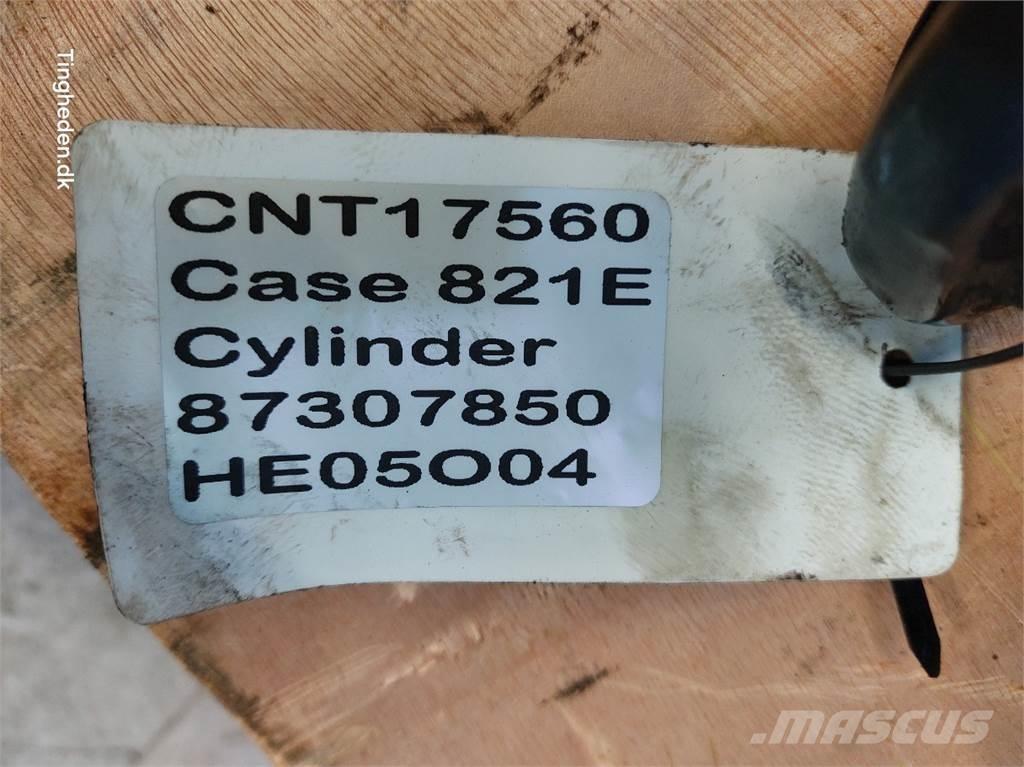 Tingheden.dk
CNT17560
Case 821E
Cylinder
87307850
HE05O04
MASCUS